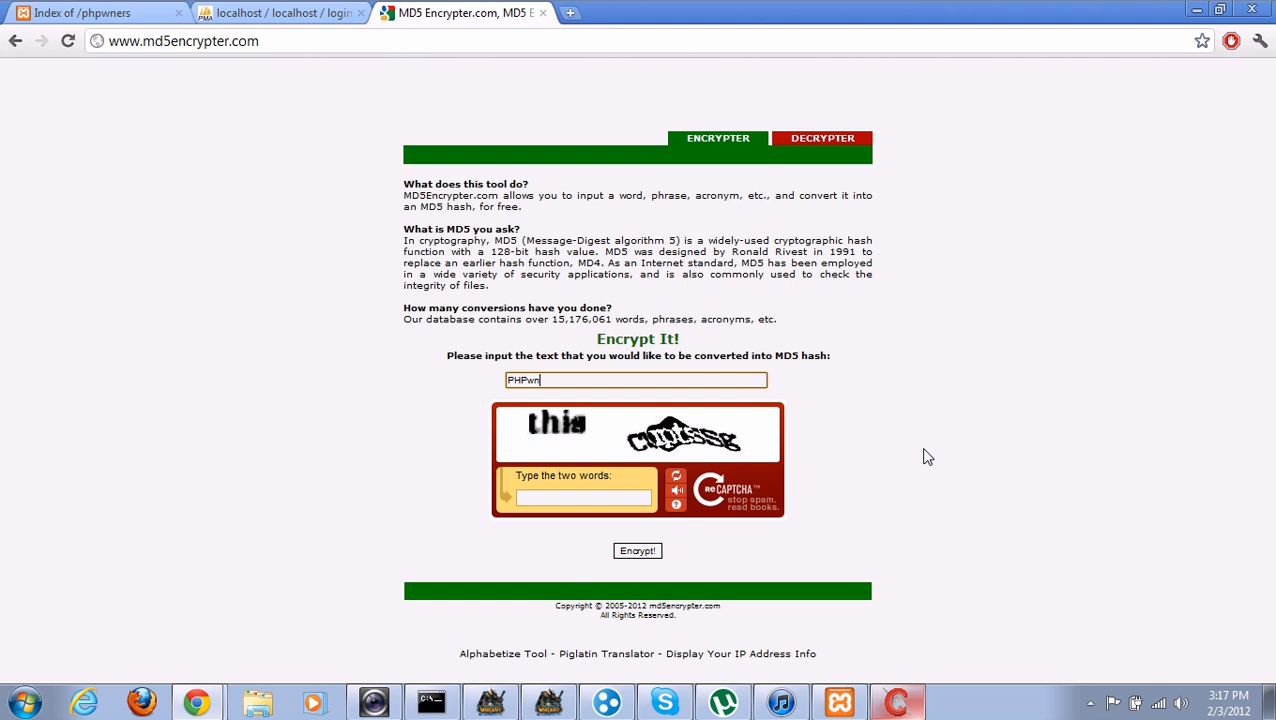 Index of /phpwners
localhost / localhost / login
MD5 Encrypter.com, MD5 E
www.md5encrypter.com
ENCRYPTER
DECRYPTER
What does this tool do?
MD5Encrypter.com allows you to input a word, phrase, acronym, etc., and convert it into
an MD5 hash, for free.
What is MD5 you ask?
In cryptography, MD5 (Message-Digest algorithm 5) is a widely-used cryptographic hash
function with a 128-bit hash value. MD5 was designed by Ronald Rivest in 1991 to
replace an earlier hash function, MD4. As an Internet standard, MD5 has been employed
in a wide variety of security applications, and is also commonly used to check the
integrity of files.
How many conversions have you done?
Our database contains over 15,176,061 words, phrases, acronyms, etc.
Encrypt It!
Please input the text that you would like to be converted into MD5 hash:
PHPwn
this
Type the two words:
reCAPTCHA™
stop spam.
read books.
Encrypt!
Copyright © 2005-2012 md5encrypter.com
All Rights Reserved.
Alphabetize Tool - Piglatin Translator - Display Your IP Address Info
3:17 PM
2/3/2012